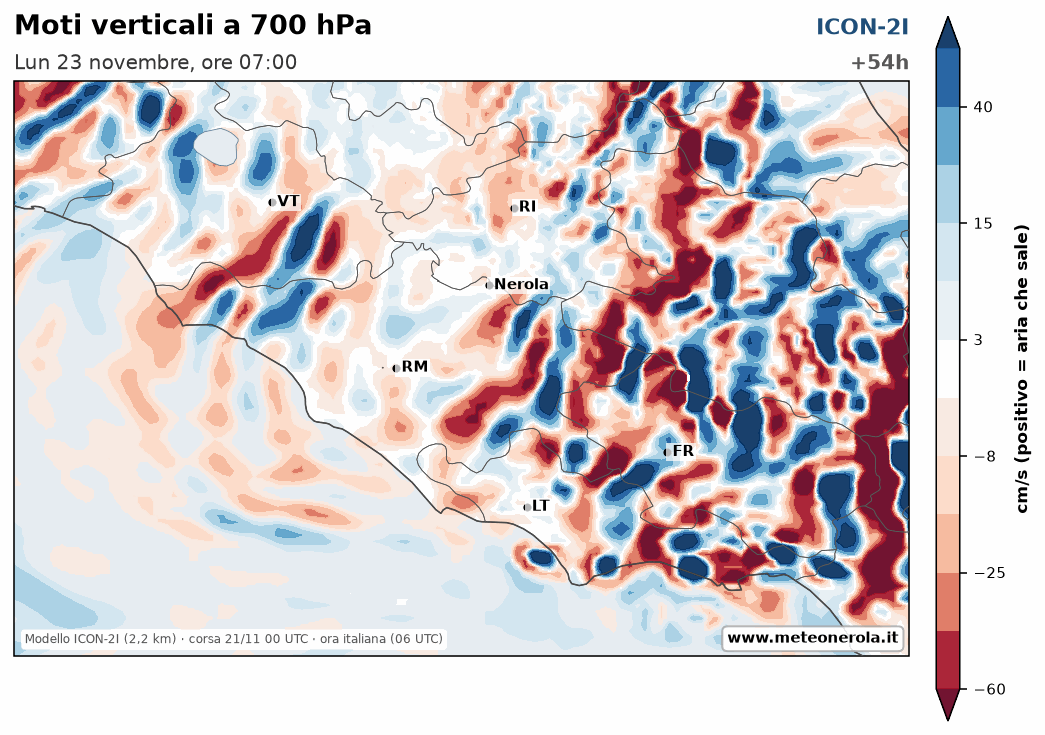 Moti verticali a 700 hPa
ICON-2I
Lun 23 novembre, ore 07:00
+54h
40
15
3
−8
−25
−60
cm/s (positivo = aria che sale)
VT
RI
Nerola
RM
FR
LT
Modello ICON-2I (2,2 km) · corsa 21/11 00 UTC · ora italiana (06 UTC)
www.meteonerola.it